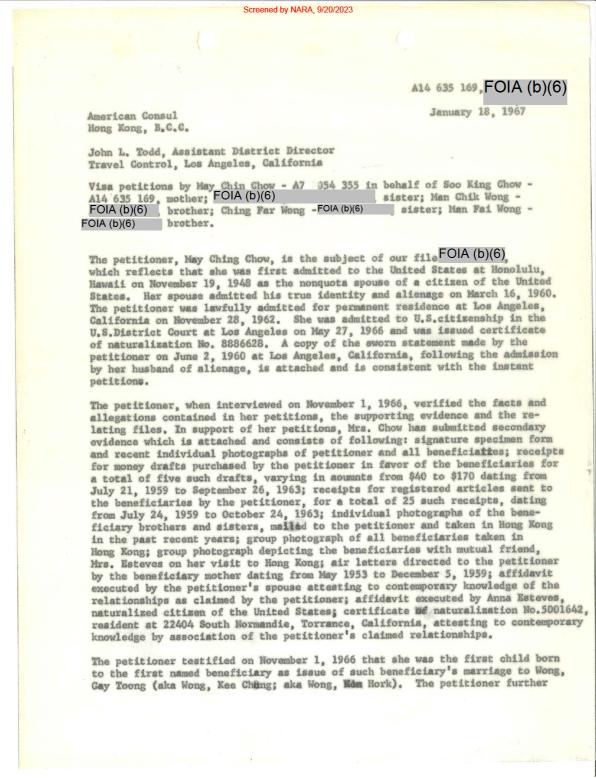 Screened by NARA, 9/20/2023
A14 635 169, FOIA (b)(6)
January 18, 1967
American Consul
Hong Kong, B.C.C.
John L. Todd, Assistant District Director
Travel Control, Los Angeles, California
Visa petitions by May Chin Chow - A7 054 355 in behalf of Soo King Chow -
A14 635 169, mother; FOIA (b)(6) sister; Man Chik Wong -
FOIA (b)(6) brother; Ching Far Wong - FOIA (b)(6) sister; Man Fai Wong -
FOIA (b)(6) brother.
The petitioner, May Ching Chow, is the subject of our file FOIA (b)(6),
which reflects that she was first admitted to the United States at Honolulu,
Hawaii on November 19, 1948 as the nonquota spouse of a citizen of the United
States. Her spouse admitted his true identity and alienage on March 16, 1960.
The petitioner was lawfully admitted for permanent residence at Los Angeles,
California on November 28, 1962. She was admitted to U.S.citizenship in the
U.S.District Court at Los Angeles on May 27, 1966 and was issued certificate
of naturalization No. 8886628. A copy of the sworn statement made by the
petitioner on June 2, 1960 at Los Angeles, California, following the admission
by her husband of alienage, is attached and is consistent with the instant
petitions.
The petitioner, when interviewed on November 1, 1966, verified the facts and
allegations contained in her petitions, the supporting evidence and the re-
lating files. In support of her petitions, Mrs. Chow has submitted secondary
evidence which is attached and consists of following: signature specimen form
and recent individual photographs of petitioner and all beneficiaries; receipts
for money drafts purchased by the petitioner in favor of the beneficiaries for
a total of five such drafts, varying in amounts from $40 to $170 dating from
July 21, 1959 to September 26, 1963; receipts for registered articles sent to
the beneficiaries by the petitioner, for a total of 25 such receipts, dating
from July 24, 1959 to October 24, 1963; individual photographs of the bene-
ficiary brothers and sisters, mailed to the petitioner and taken in Hong Kong
in the past recent years; group photograph of all beneficiaries taken in
Hong Kong; group photograph depicting the beneficiaries with mutual friend,
Mrs. Esteves on her visit to Hong Kong; air letters directed to the petitioner
by the beneficiary mother dating from May 1953 to December 5, 1959; affidavit
executed by the petitioner's spouse attesting to contemporary knowledge of the
relationships as claimed by the petitioner; affidavit executed by Anna Esteves,
naturalized citizen of the United States; certificate of naturalization No.5001642,
resident at 22404 South Normandie, Torrance, California, attesting to contemporary
knowledge by association of the petitioner's claimed relationships.
The petitioner testified on November 1, 1966 that she was the first child born
to the first named beneficiary as issue of such beneficiary's marriage to Wong,
Gay Toong (aka Wong, Kee Chung; aka Wong, Hork). The petitioner further